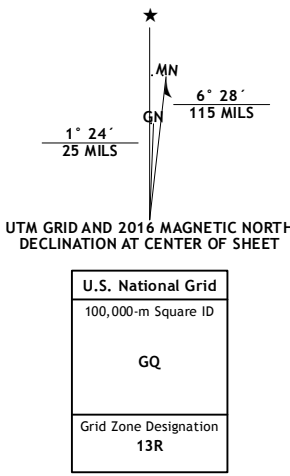 ★
MN
6° 28´
115 MILS
GN
1° 24´
25 MILS
UTM GRID AND 2016 MAGNETIC NORTH
DECLINATION AT CENTER OF SHEET
U.S. National Grid
100,000-m Square ID
GQ
Grid Zone Designation
13R